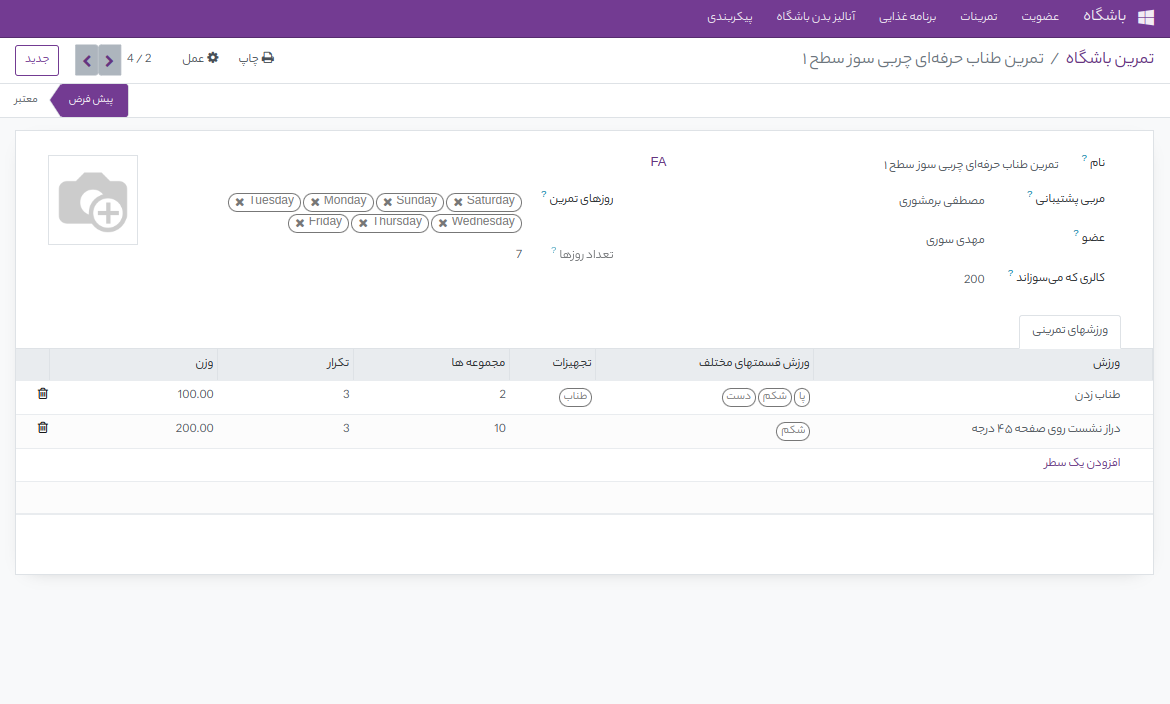 باشگاه عضویت تمرینات برنامه غذایی آنالیز بدن باشگاه پیکربندی
تمرین باشگاه / تمرین طناب حرفه‌ای چربی سوز سطح ۱
چاپ عمل 4 / 2 جدید
پیش فرض معتبر
نام ? تمرین طناب حرفه‌ای چربی سوز سطح ۱ FA
مربی پشتیبانی ? مصطفی برمشوری
عضو ? مهدی سوری
کالری که می‌سوزاند ? 200
روزهای تمرین ? Saturday Sunday Monday Tuesday
Wednesday Thursday Friday
تعداد روزها ? 7
ورزشهای تمرینی
ورزش ورزش قسمتهای مختلف تجهیزات مجموعه ها تکرار وزن
طناب زدن پا شکم دست طناب 2 3 100.00
دراز نشست روی صفحه ۴۵ درجه شکم 10 3 200.00
افزودن یک سطر